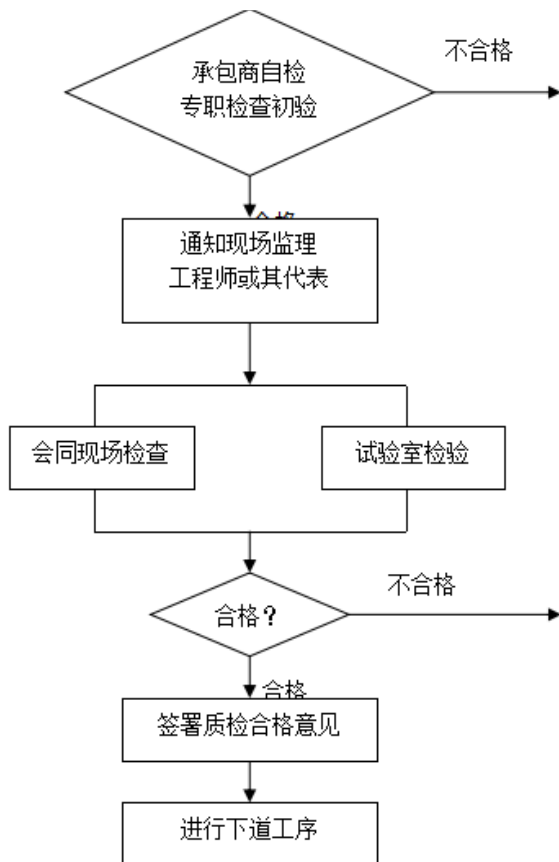 承包商自检
专职检查初验
不合格
合格
通知现场监理
工程师或其代表
会同现场检查
试验室检验
合格？
不合格
合格
签署质检合格意见
进行下道工序